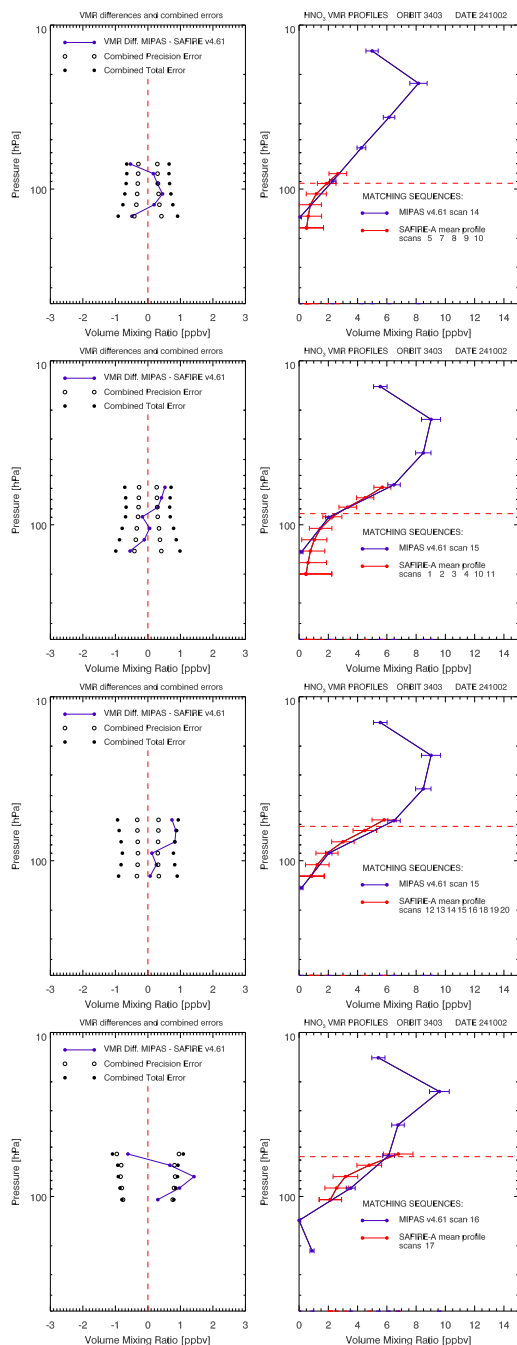 VMR differences and combined errors
HNO3 VMR PROFILES ORBIT 3403 DATE 241002
10
VMR Diff. MIPAS - SAFIRE v4.61
Combined Precision Error
Combined Total Error
Pressure [hPa]
100
-3 -2 -1 0 1 2 3
Volume Mixing Ratio [ppbv]
10
Pressure [hPa]
100
MATCHING SEQUENCES:
MIPAS v4.61 scan 14
SAFIRE-A mean profile
scans 5 7 8 9 10
0 2 4 6 8 10 12 14
Volume Mixing Ratio [ppbv]
VMR differences and combined errors
HNO3 VMR PROFILES ORBIT 3403 DATE 241002
10
VMR Diff. MIPAS - SAFIRE v4.61
Combined Precision Error
Combined Total Error
Pressure [hPa]
100
-3 -2 -1 0 1 2 3
Volume Mixing Ratio [ppbv]
10
Pressure [hPa]
100
MATCHING SEQUENCES:
MIPAS v4.61 scan 15
SAFIRE-A mean profile
scans 1 2 3 4 10 11
0 2 4 6 8 10 12 14
Volume Mixing Ratio [ppbv]
VMR differences and combined errors
HNO3 VMR PROFILES ORBIT 3403 DATE 241002
10
VMR Diff. MIPAS - SAFIRE v4.61
Combined Precision Error
Combined Total Error
Pressure [hPa]
100
-3 -2 -1 0 1 2 3
Volume Mixing Ratio [ppbv]
10
Pressure [hPa]
100
MATCHING SEQUENCES:
MIPAS v4.61 scan 15
SAFIRE-A mean profile
scans 12 13 14 15 16 18 19 20
0 2 4 6 8 10 12 14
Volume Mixing Ratio [ppbv]
VMR differences and combined errors
HNO3 VMR PROFILES ORBIT 3403 DATE 241002
10
VMR Diff. MIPAS - SAFIRE v4.61
Combined Precision Error
Combined Total Error
Pressure [hPa]
100
-3 -2 -1 0 1 2 3
Volume Mixing Ratio [ppbv]
10
Pressure [hPa]
100
MATCHING SEQUENCES:
MIPAS v4.61 scan 16
SAFIRE-A mean profile
scans 17
0 2 4 6 8 10 12 14
Volume Mixing Ratio [ppbv]